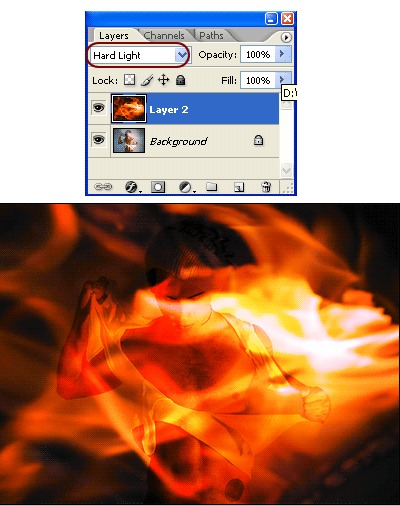 Layers Channels Paths
Hard Light Opacity: 100%
Lock: Fill: 100%
D:\
Layer 2
Background